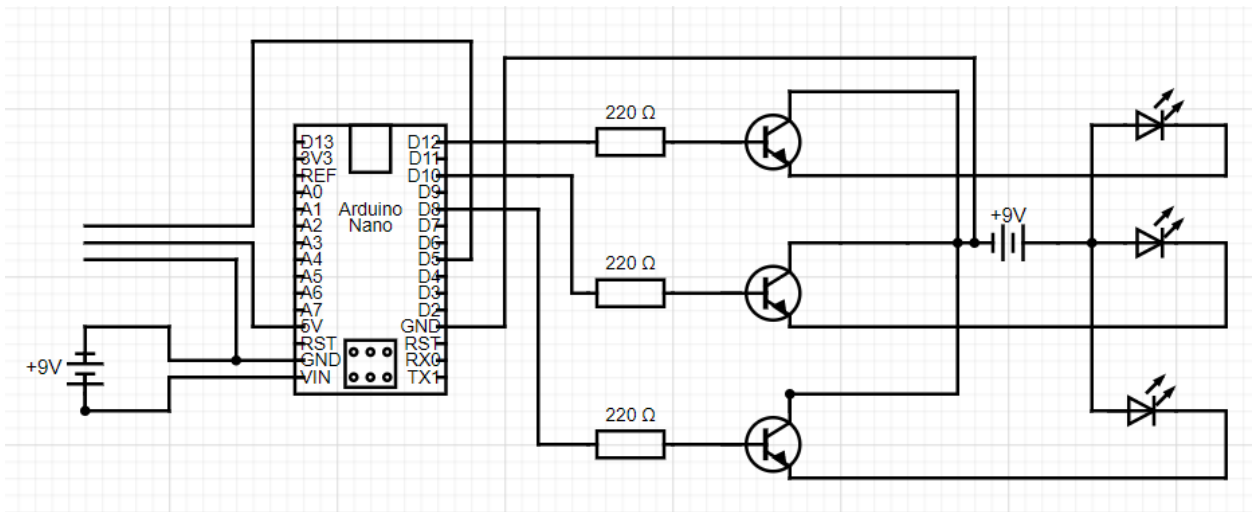 220 Ω
+9V
D13
3V3
REF
A0
A1
A2
A3
A4
A5
A6
A7
5V
RST
GND
VIN
Arduino
Nano
D12
D11
D10
D9
D8
D7
D6
D5
D4
D3
D2
GND
RST
RX0
TX1
220 Ω
220 Ω
+9V